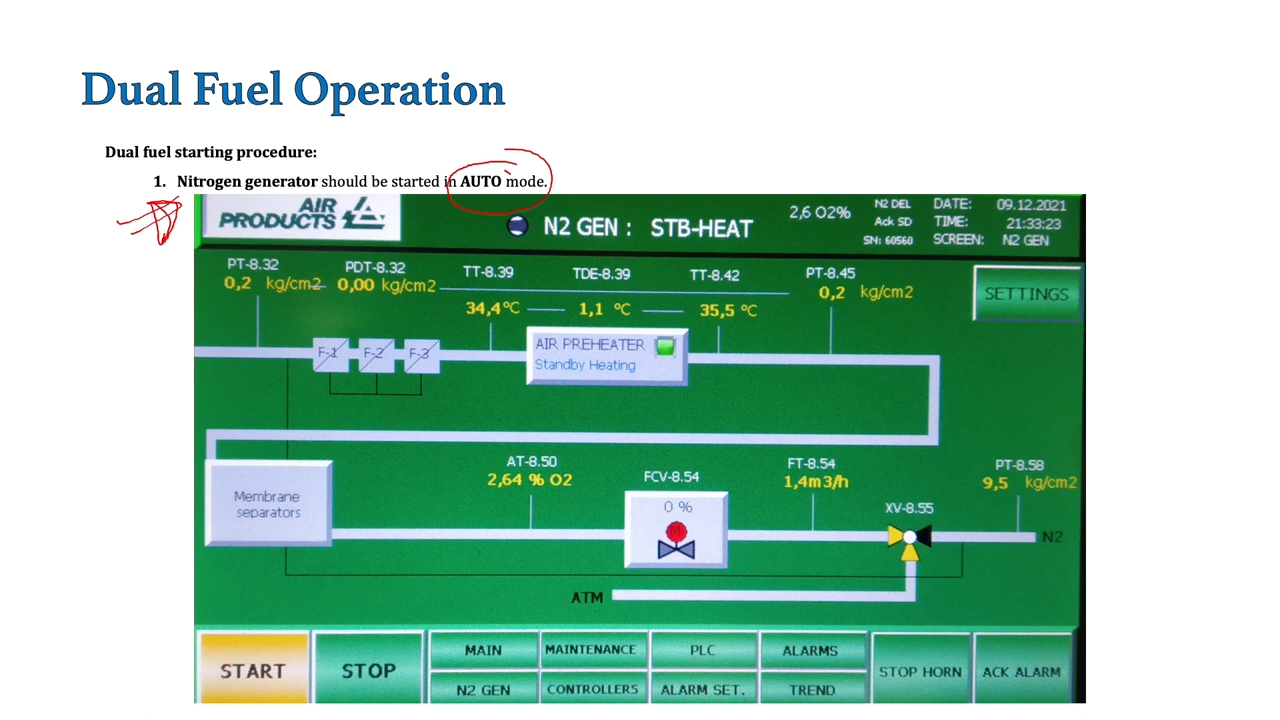 Dual Fuel Operation
Dual fuel starting procedure:
1. Nitrogen generator should be started in AUTO mode.
AIR PRODUCTS
N2 GEN : STB-HEAT
2,6 O2%
N2 DEL
Ack SD
SN: 60560
DATE: 09.12.2021
TIME: 21:33:23
SCREEN: N2 GEN
PT-8.32
0,2 kg/cm2
PDT-8.32
0,00 kg/cm2
TT-8.39
34,4°C
TDE-8.39
1,1 °C
TT-8.42
35,5 °C
PT-8.45
0,2 kg/cm2
SETTINGS
F-1 F-2 F-3
AIR PREHEATER
Standby Heating
Membrane
separators
AT-8.50
2,64 % O2
FCV-8.54
0 %
M
FT-8.54
1,4m3/h
XV-8.55
PT-8.58
9,5 kg/cm2
N2
ATM
START
STOP
MAIN
MAINTENANCE
PLC
ALARMS
N2 GEN
CONTROLLERS
ALARM SET.
TREND
STOP HORN
ACK ALARM